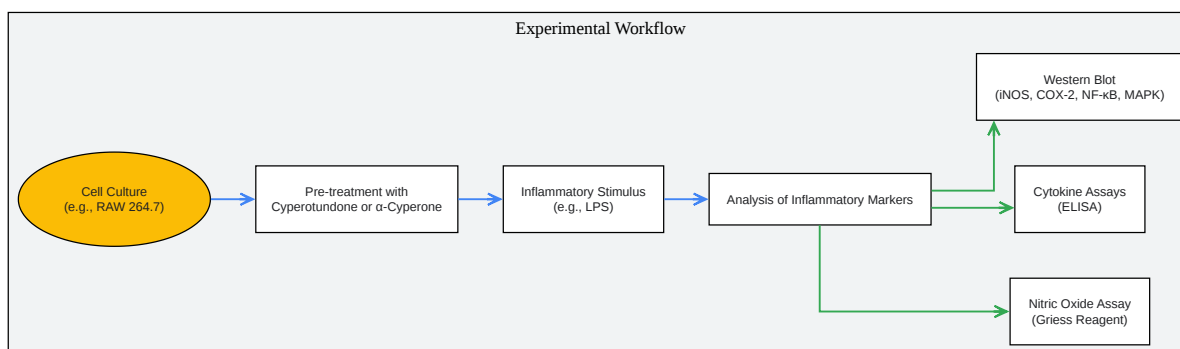 Experimental Workflow
Cell Culture
(e.g., RAW 264.7)
Pre-treatment with
Cyperotundone or α-Cyperone
Inflammatory Stimulus
(e.g., LPS)
Analysis of Inflammatory Markers
Western Blot
(iNOS, COX-2, NF-κB, MAPK)
Cytokine Assays
(ELISA)
Nitric Oxide Assay
(Griess Reagent)